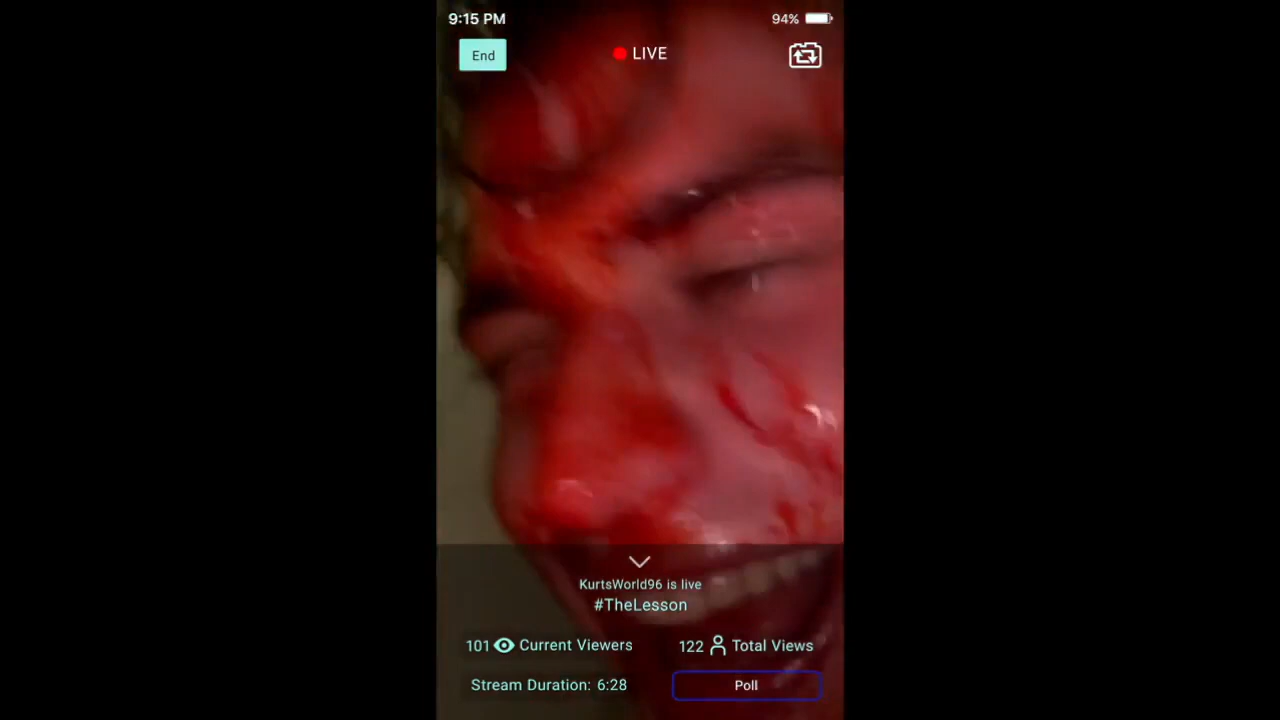 9:15 PM 94%
End LIVE
KurtsWorld96 is live
#TheLesson
101 Current Viewers 122 Total Views
Stream Duration: 6:28 Poll